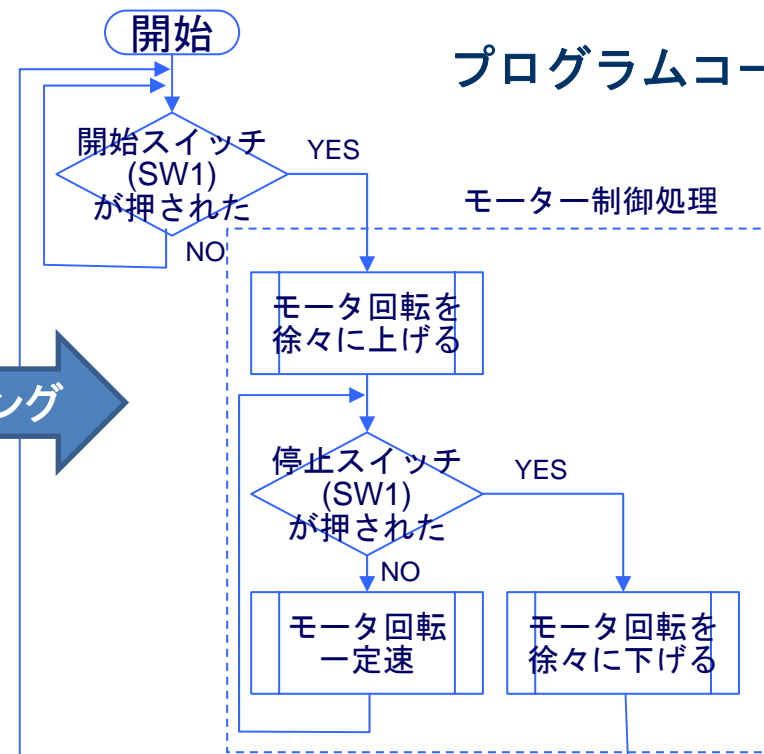 開始
プログラムコー
開始スイッチ
(SW1)
が押された
YES
NO
モーター制御処理
モータ回転を
徐々に上げる
ング
停止スイッチ
(SW1)
が押された
YES
NO
モータ回転
一定速
モータ回転を
徐々に下げる